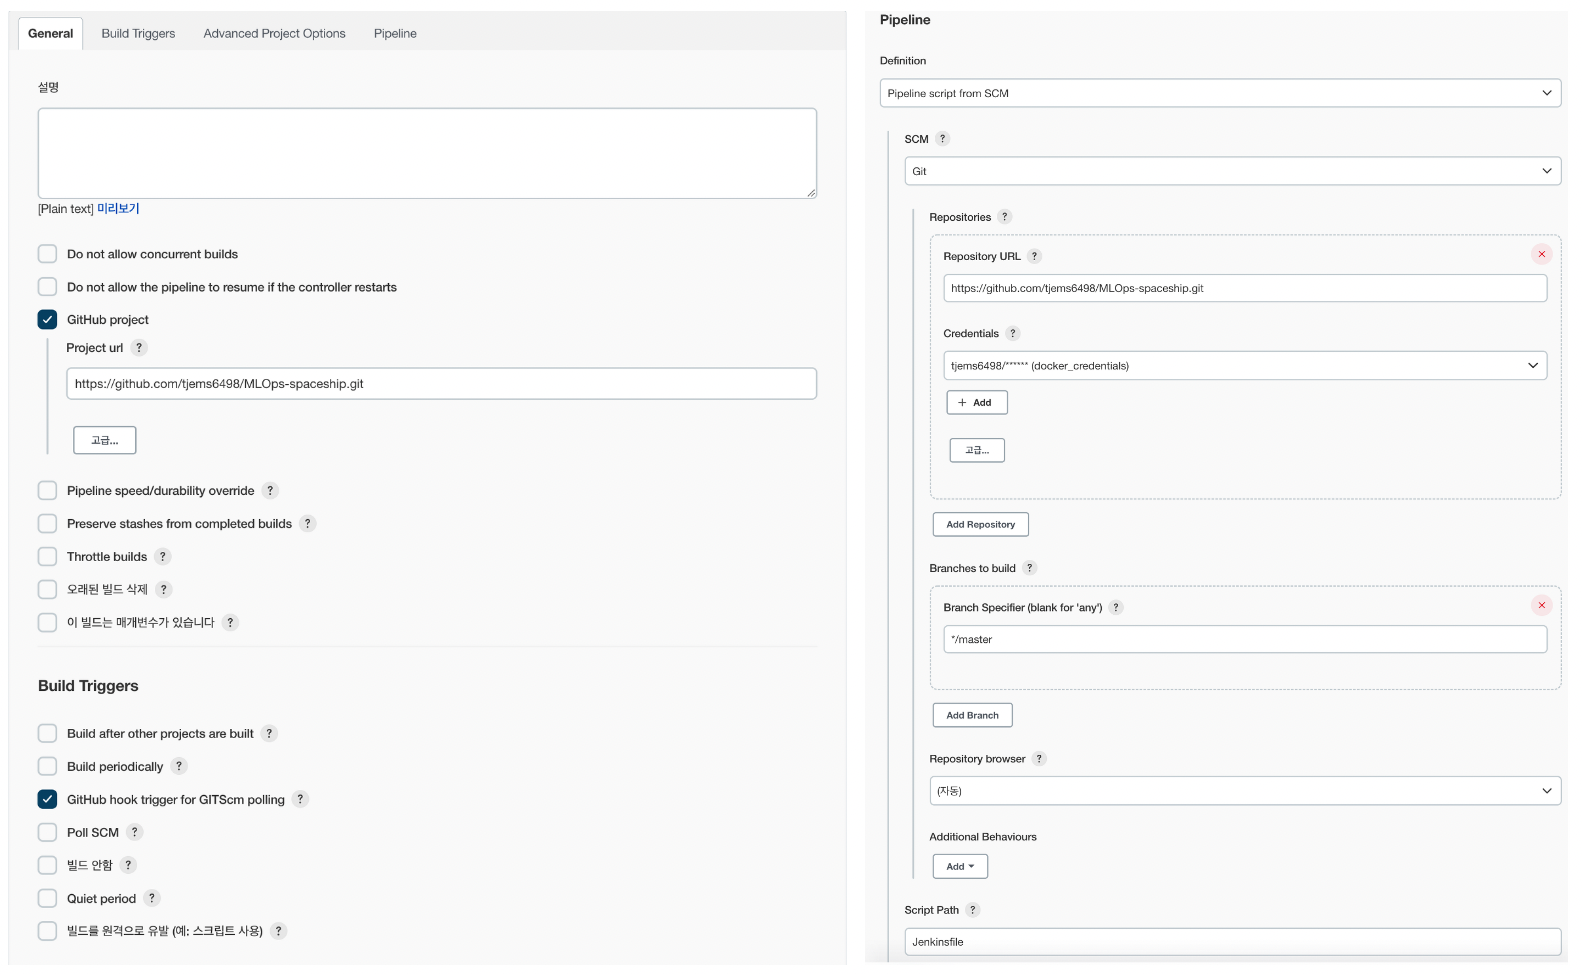 General Build Triggers Advanced Project Options Pipeline
설명
[Plain text] 미리보기
Do not allow concurrent builds
Do not allow the pipeline to resume if the controller restarts
GitHub project
Project url ?
https://github.com/tjems6498/MLOps-spaceship.git
고급...
Pipeline speed/durability override ?
Preserve stashes from completed builds ?
Throttle builds ?
오래된 빌드 삭제 ?
이 빌드는 매개변수가 있습니다 ?
Build Triggers
Build after other projects are built ?
Build periodically ?
GitHub hook trigger for GITScm polling ?
Poll SCM ?
빌드 안함 ?
Quiet period ?
빌드를 원격으로 유발 (예: 스크립트 사용) ?
Pipeline
Definition
Pipeline script from SCM
SCM ?
Git
Repositories ?
Repository URL ?
https://github.com/tjems6498/MLOps-spaceship.git
Credentials ?
tjems6498/****** (docker_credentials)
+ Add
고급...
Add Repository
Branches to build ?
Branch Specifier (blank for 'any') ?
*/master
Add Branch
Repository browser ?
(자동)
Additional Behaviours
Add
Script Path ?
Jenkinsfile